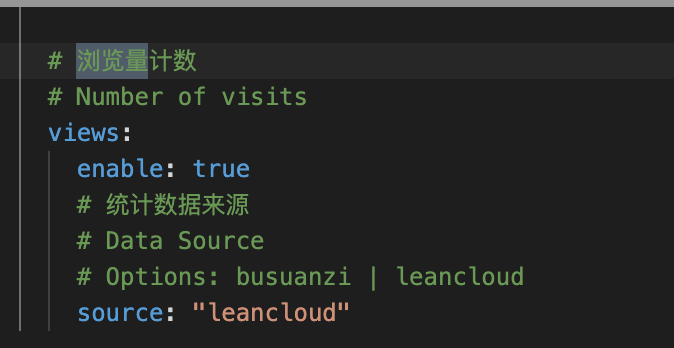 # 浏览量计数
# Number of visits
views:
enable: true
# 统计数据来源
# Data Source
# Options: busuanzi | leancloud
source: "leancloud"